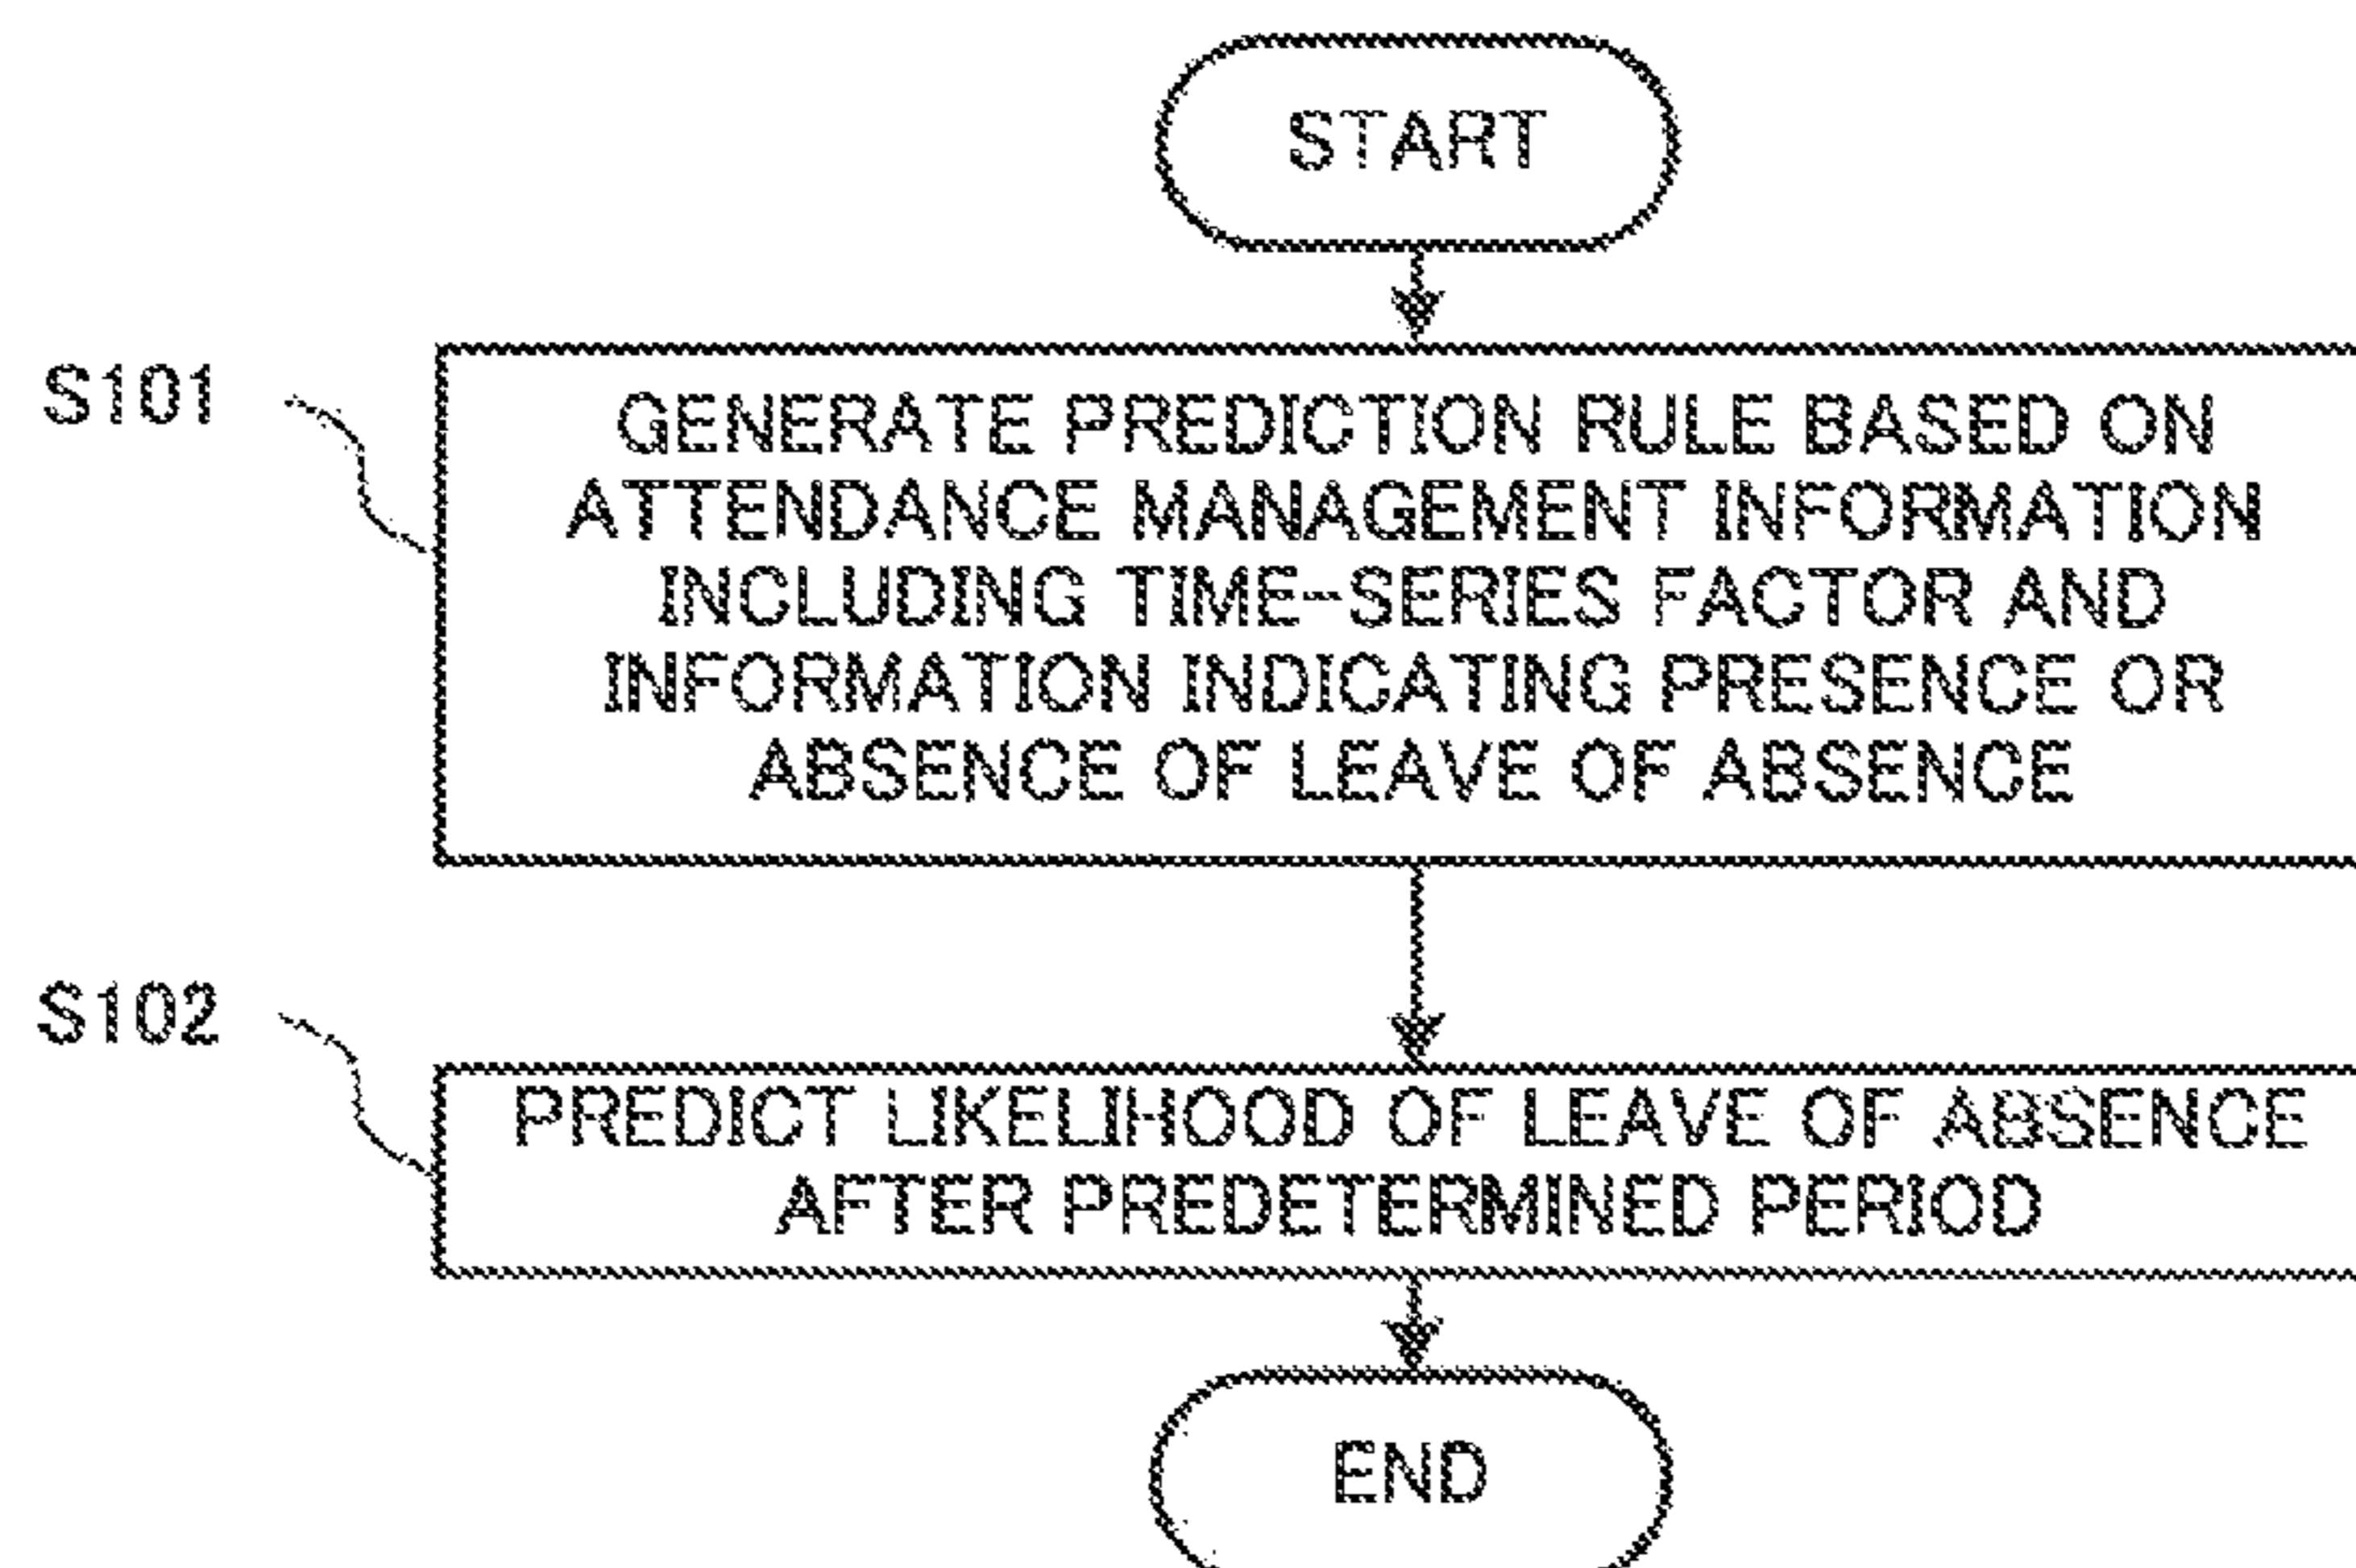 START
S101
GENERATE PREDICTION RULE BASED ON
ATTENDANCE MANAGEMENT INFORMATION
INCLUDING TIME-SERIES FACTOR AND
INFORMATION INDICATING PRESENCE OR
ABSENCE OF LEAVE OF ABSENCE
S102
PREDICT LIKELIHOOD OF LEAVE OF ABSENCE
AFTER PREDETERMINED PERIOD
END